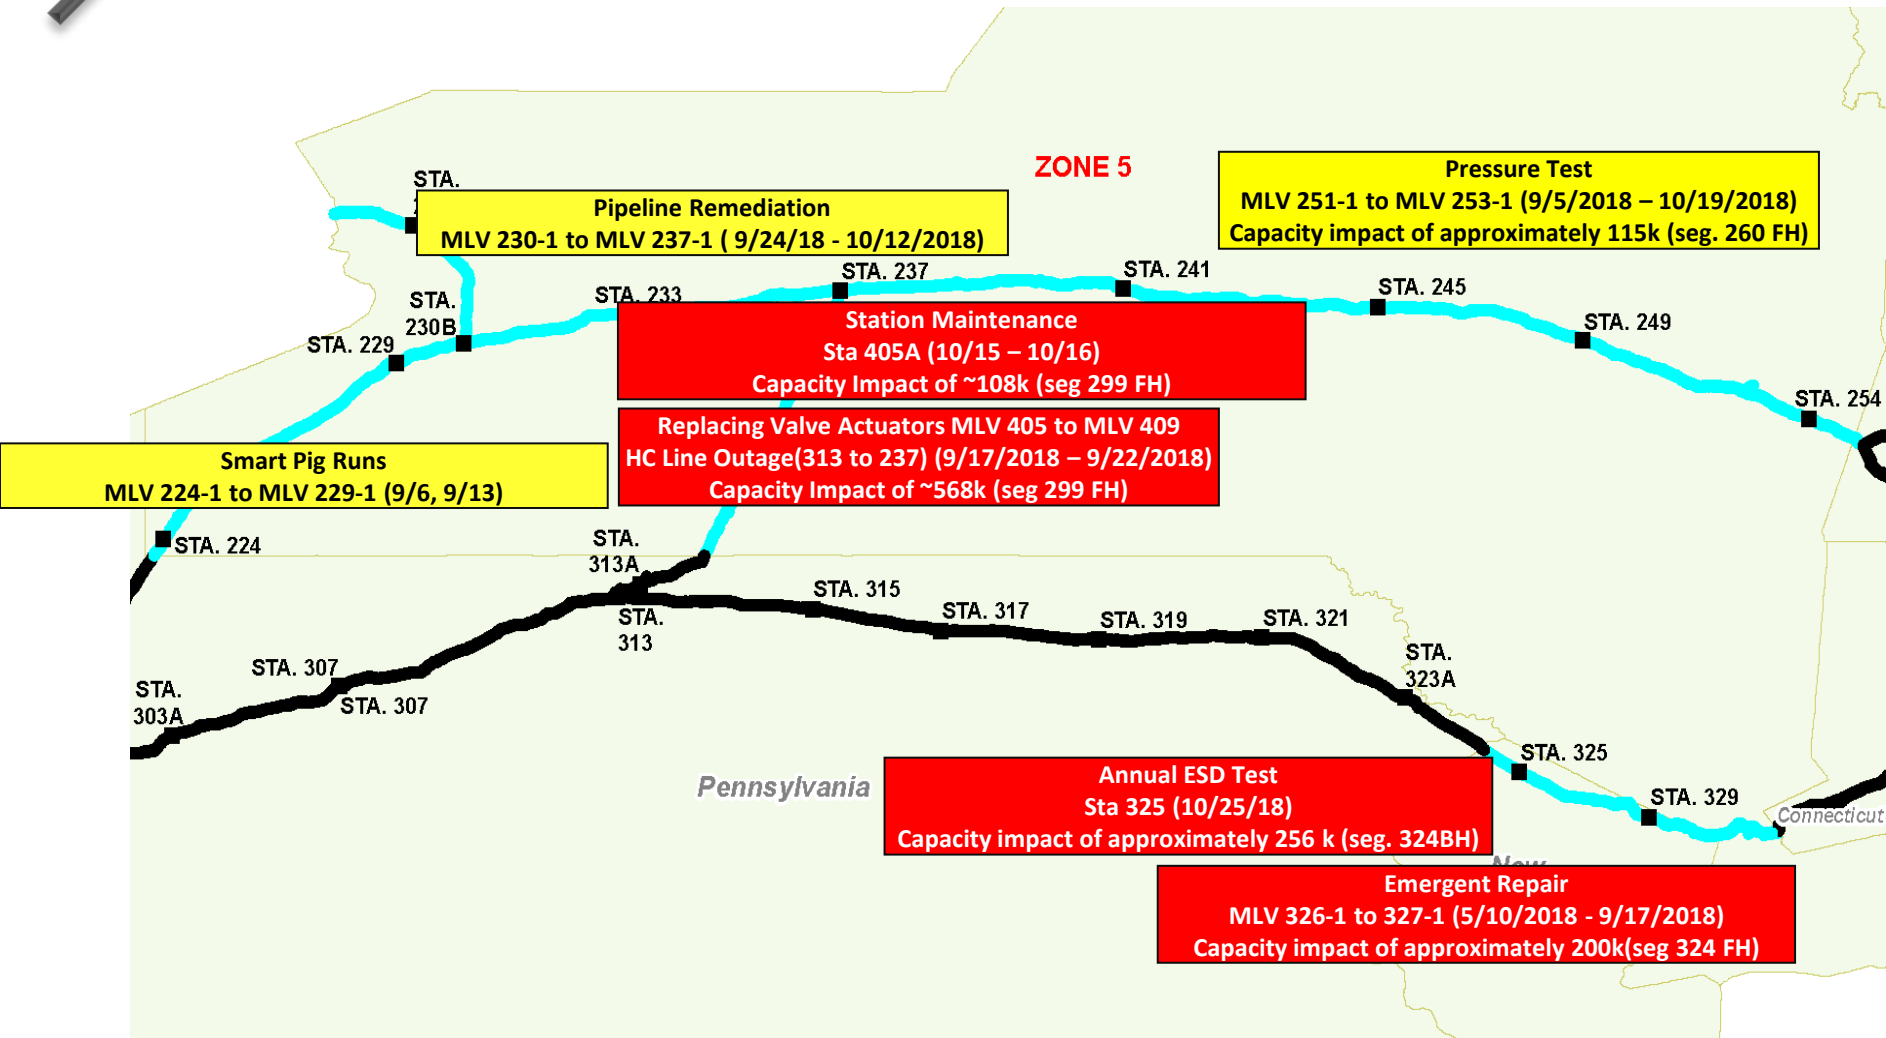 ZONE 5
STA.
Pipeline Remediation
MLV 230-1 to MLV 237-1 ( 9/24/18 - 10/12/2018)
Pressure Test
MLV 251-1 to MLV 253-1 (9/5/2018 – 10/19/2018)
Capacity impact of approximately 115k (seg. 260 FH)
STA. 237
STA. 241
STA. 245
STA.
230B
STA. 233
STA. 249
STA. 229
Station Maintenance
Sta 405A (10/15 – 10/16)
Capacity Impact of ~108k (seg 299 FH)
STA. 254
Replacing Valve Actuators MLV 405 to MLV 409
HC Line Outage(313 to 237) (9/17/2018 – 9/22/2018)
Capacity Impact of ~568k (seg 299 FH)
Smart Pig Runs
MLV 224-1 to MLV 229-1 (9/6, 9/13)
STA. 224
STA.
313A
STA. 315
STA.
313
STA. 317
STA. 319
STA. 321
STA.
323A
STA. 307
STA. 307
STA.
303A
STA. 325
Pennsylvania
Annual ESD Test
Sta 325 (10/25/18)
Capacity impact of approximately 256 k (seg. 324BH)
STA. 329
Connecticut
New
Emergent Repair
MLV 326-1 to 327-1 (5/10/2018 - 9/17/2018)
Capacity impact of approximately 200k(seg 324 FH)